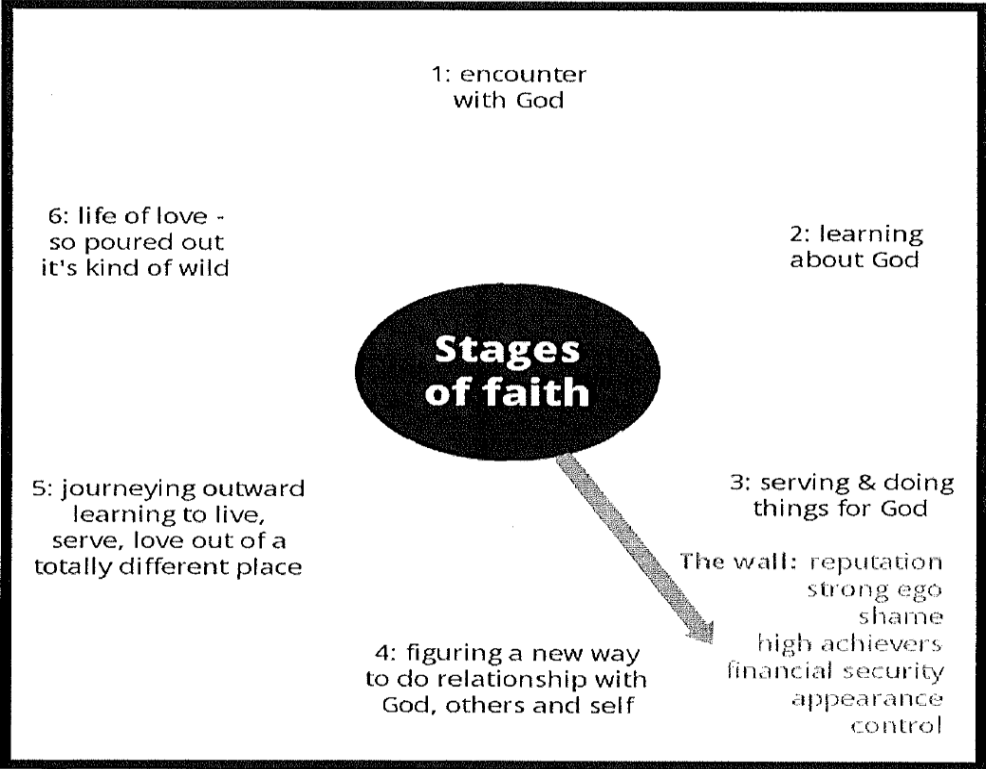 1: encounter
with God
2: learning
about God
3: serving & doing
things for God
The wall: reputation
strong ego
shame
high achievers
financial security
appearance
control
4: figuring a new way
to do relationship with
God, others and self
5: journeying outward
learning to live,
serve, love out of a
totally different place
6: life of love -
so poured out
it's kind of wild
Stages
of faith